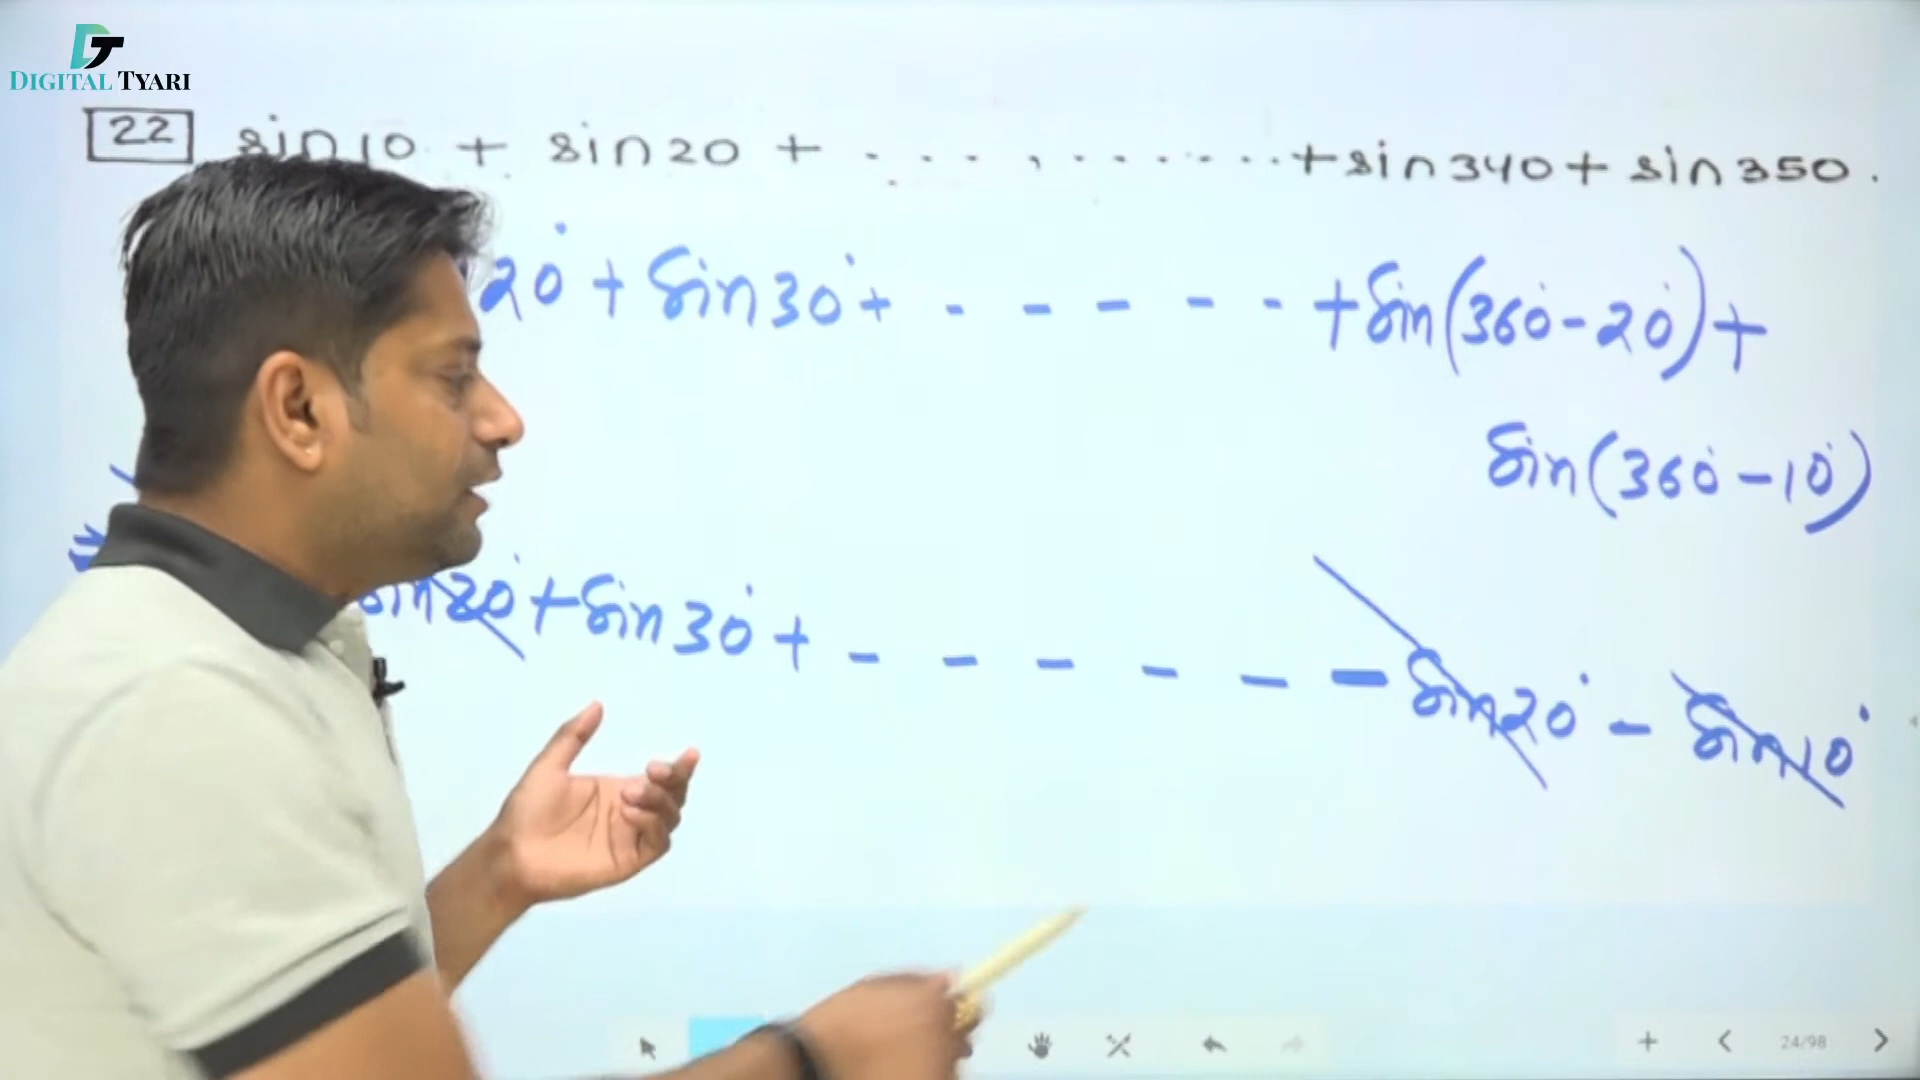 DIGITAL TYARI
22 sin10 + sin20 + . . . . . . . . . . . +sin340+ sin350.
20° + sin30°+ - - - - - +sin(360°-20°)+
sin(360°-10°)
sin20°+sin30°+ - - - - - - sin20° - sin10°
24/98